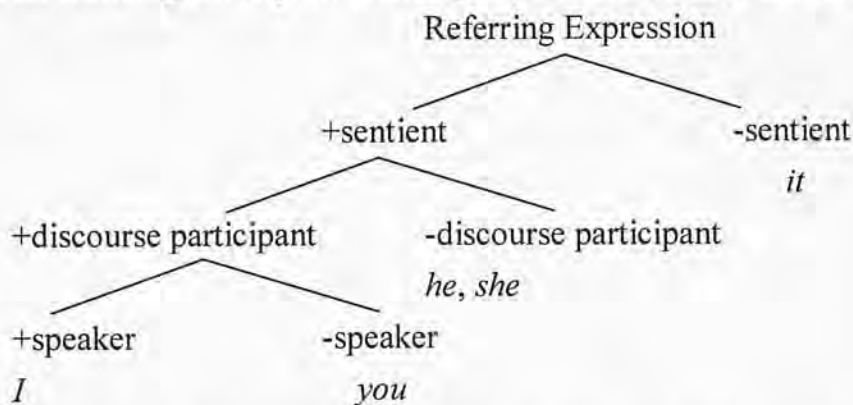 Referring Expression
+sentient -sentient
it
+discourse participant -discourse participant
he, she
+speaker -speaker
I you